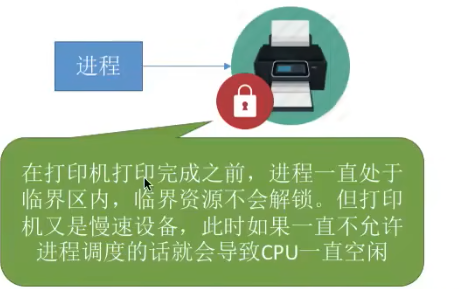 进程
在打印机打印完成之前，进程一直处于
临界区内，临界资源不会解锁。但打印
机又是慢速设备，此时如果一直不允许
进程调度的话就会导致CPU一直空闲